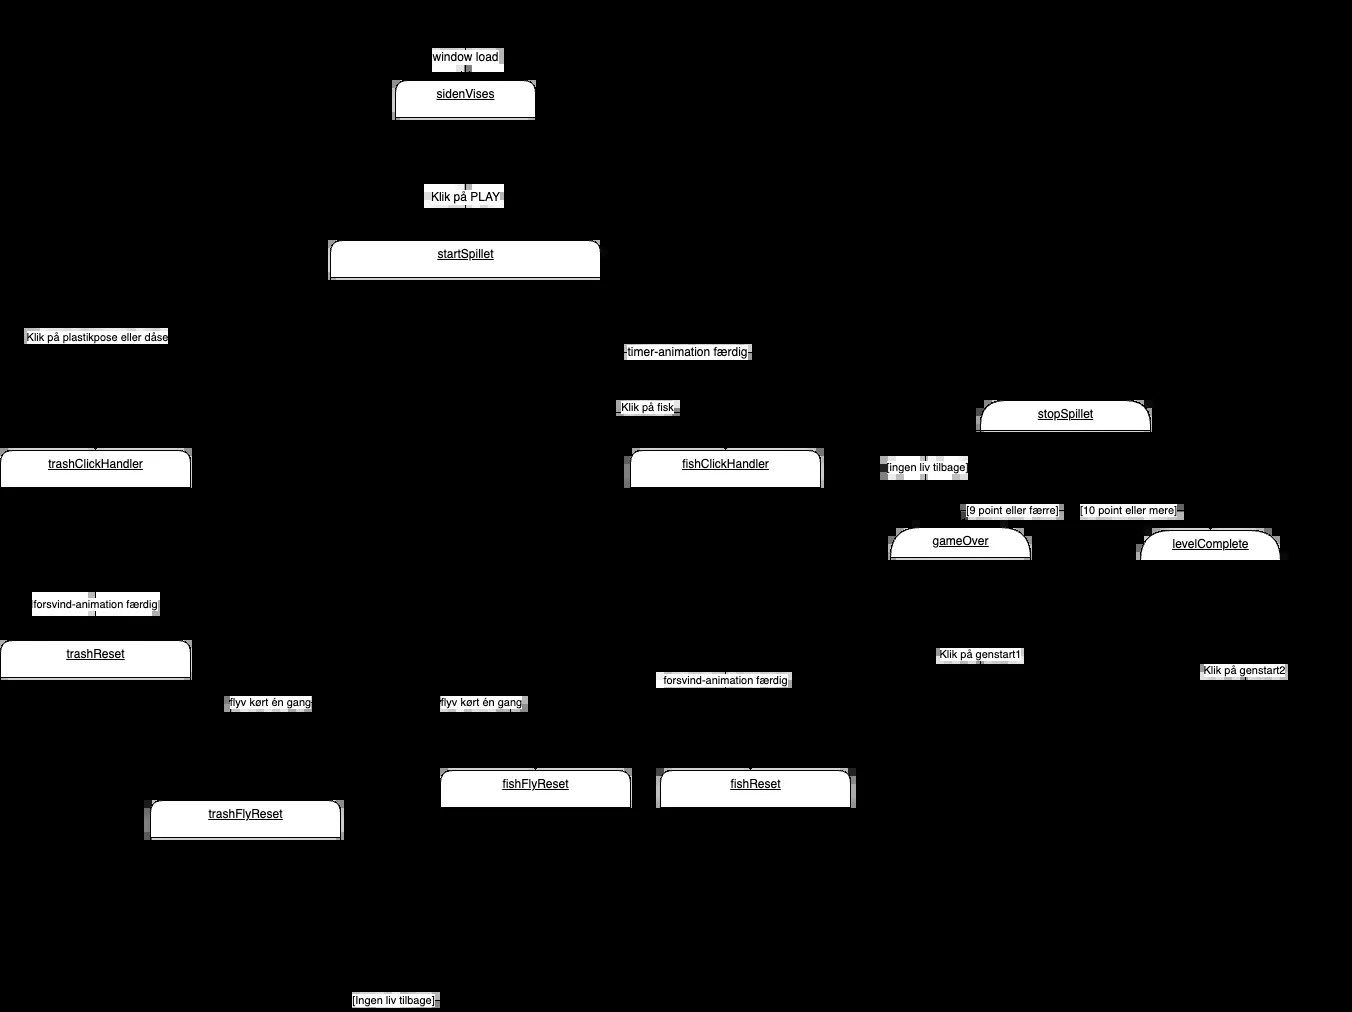 window load
sidenVises
Klik på PLAY
startSpillet
Klik på plastikpose eller dåse
timer-animation færdig
Klik på fisk
stopSpillet
trashClickHandler
fishClickHandler
[ingen liv tilbage]
[9 point eller færre]
[10 point eller mere]
gameOver
levelComplete
forsvind-animation færdig
trashReset
Klik på genstart1
Klik på genstart2
forsvind-animation færdig
flyv kørt én gang
flyv kørt én gang
fishFlyReset
fishReset
trashFlyReset
[Ingen liv tilbage]